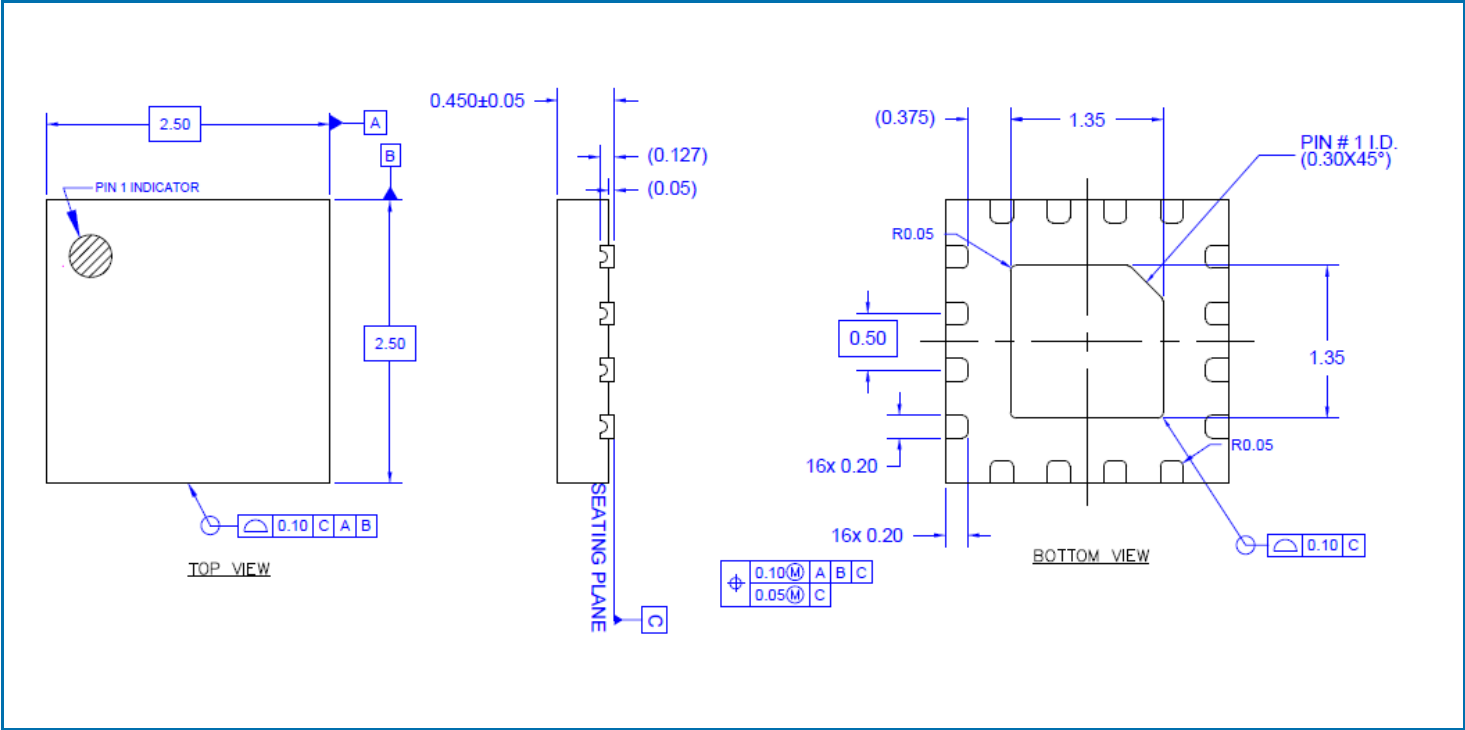 2.50
A
B
PIN 1 INDICATOR
2.50
0.10 C A B
TOP VIEW
0.450±0.05
(0.127)
(0.05)
SEATING PLANE
C
(0.375)
1.35
PIN # 1 I.D.
(0.30X45°)
R0.05
0.50
1.35
16x 0.20
R0.05
16x 0.20
0.10 C
BOTTOM VIEW
0.10Ⓜ A B C
0.05Ⓜ C